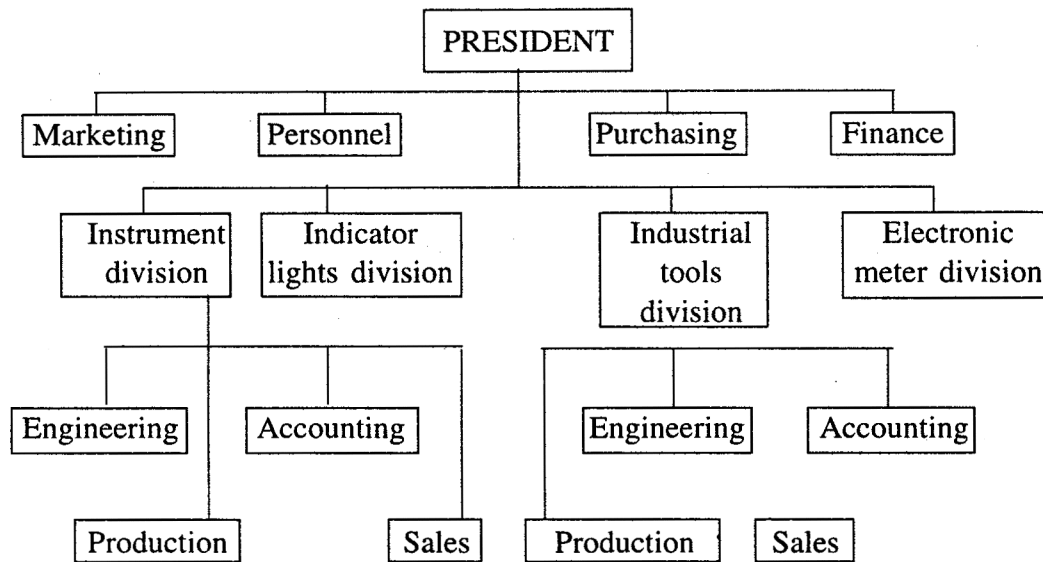 PRESIDENT
Marketing
Personnel
Purchasing
Finance
Instrument
division
Indicator
lights division
Industrial
tools
division
Electronic
meter division
Engineering
Accounting
Engineering
Accounting
Production
Sales
Production
Sales